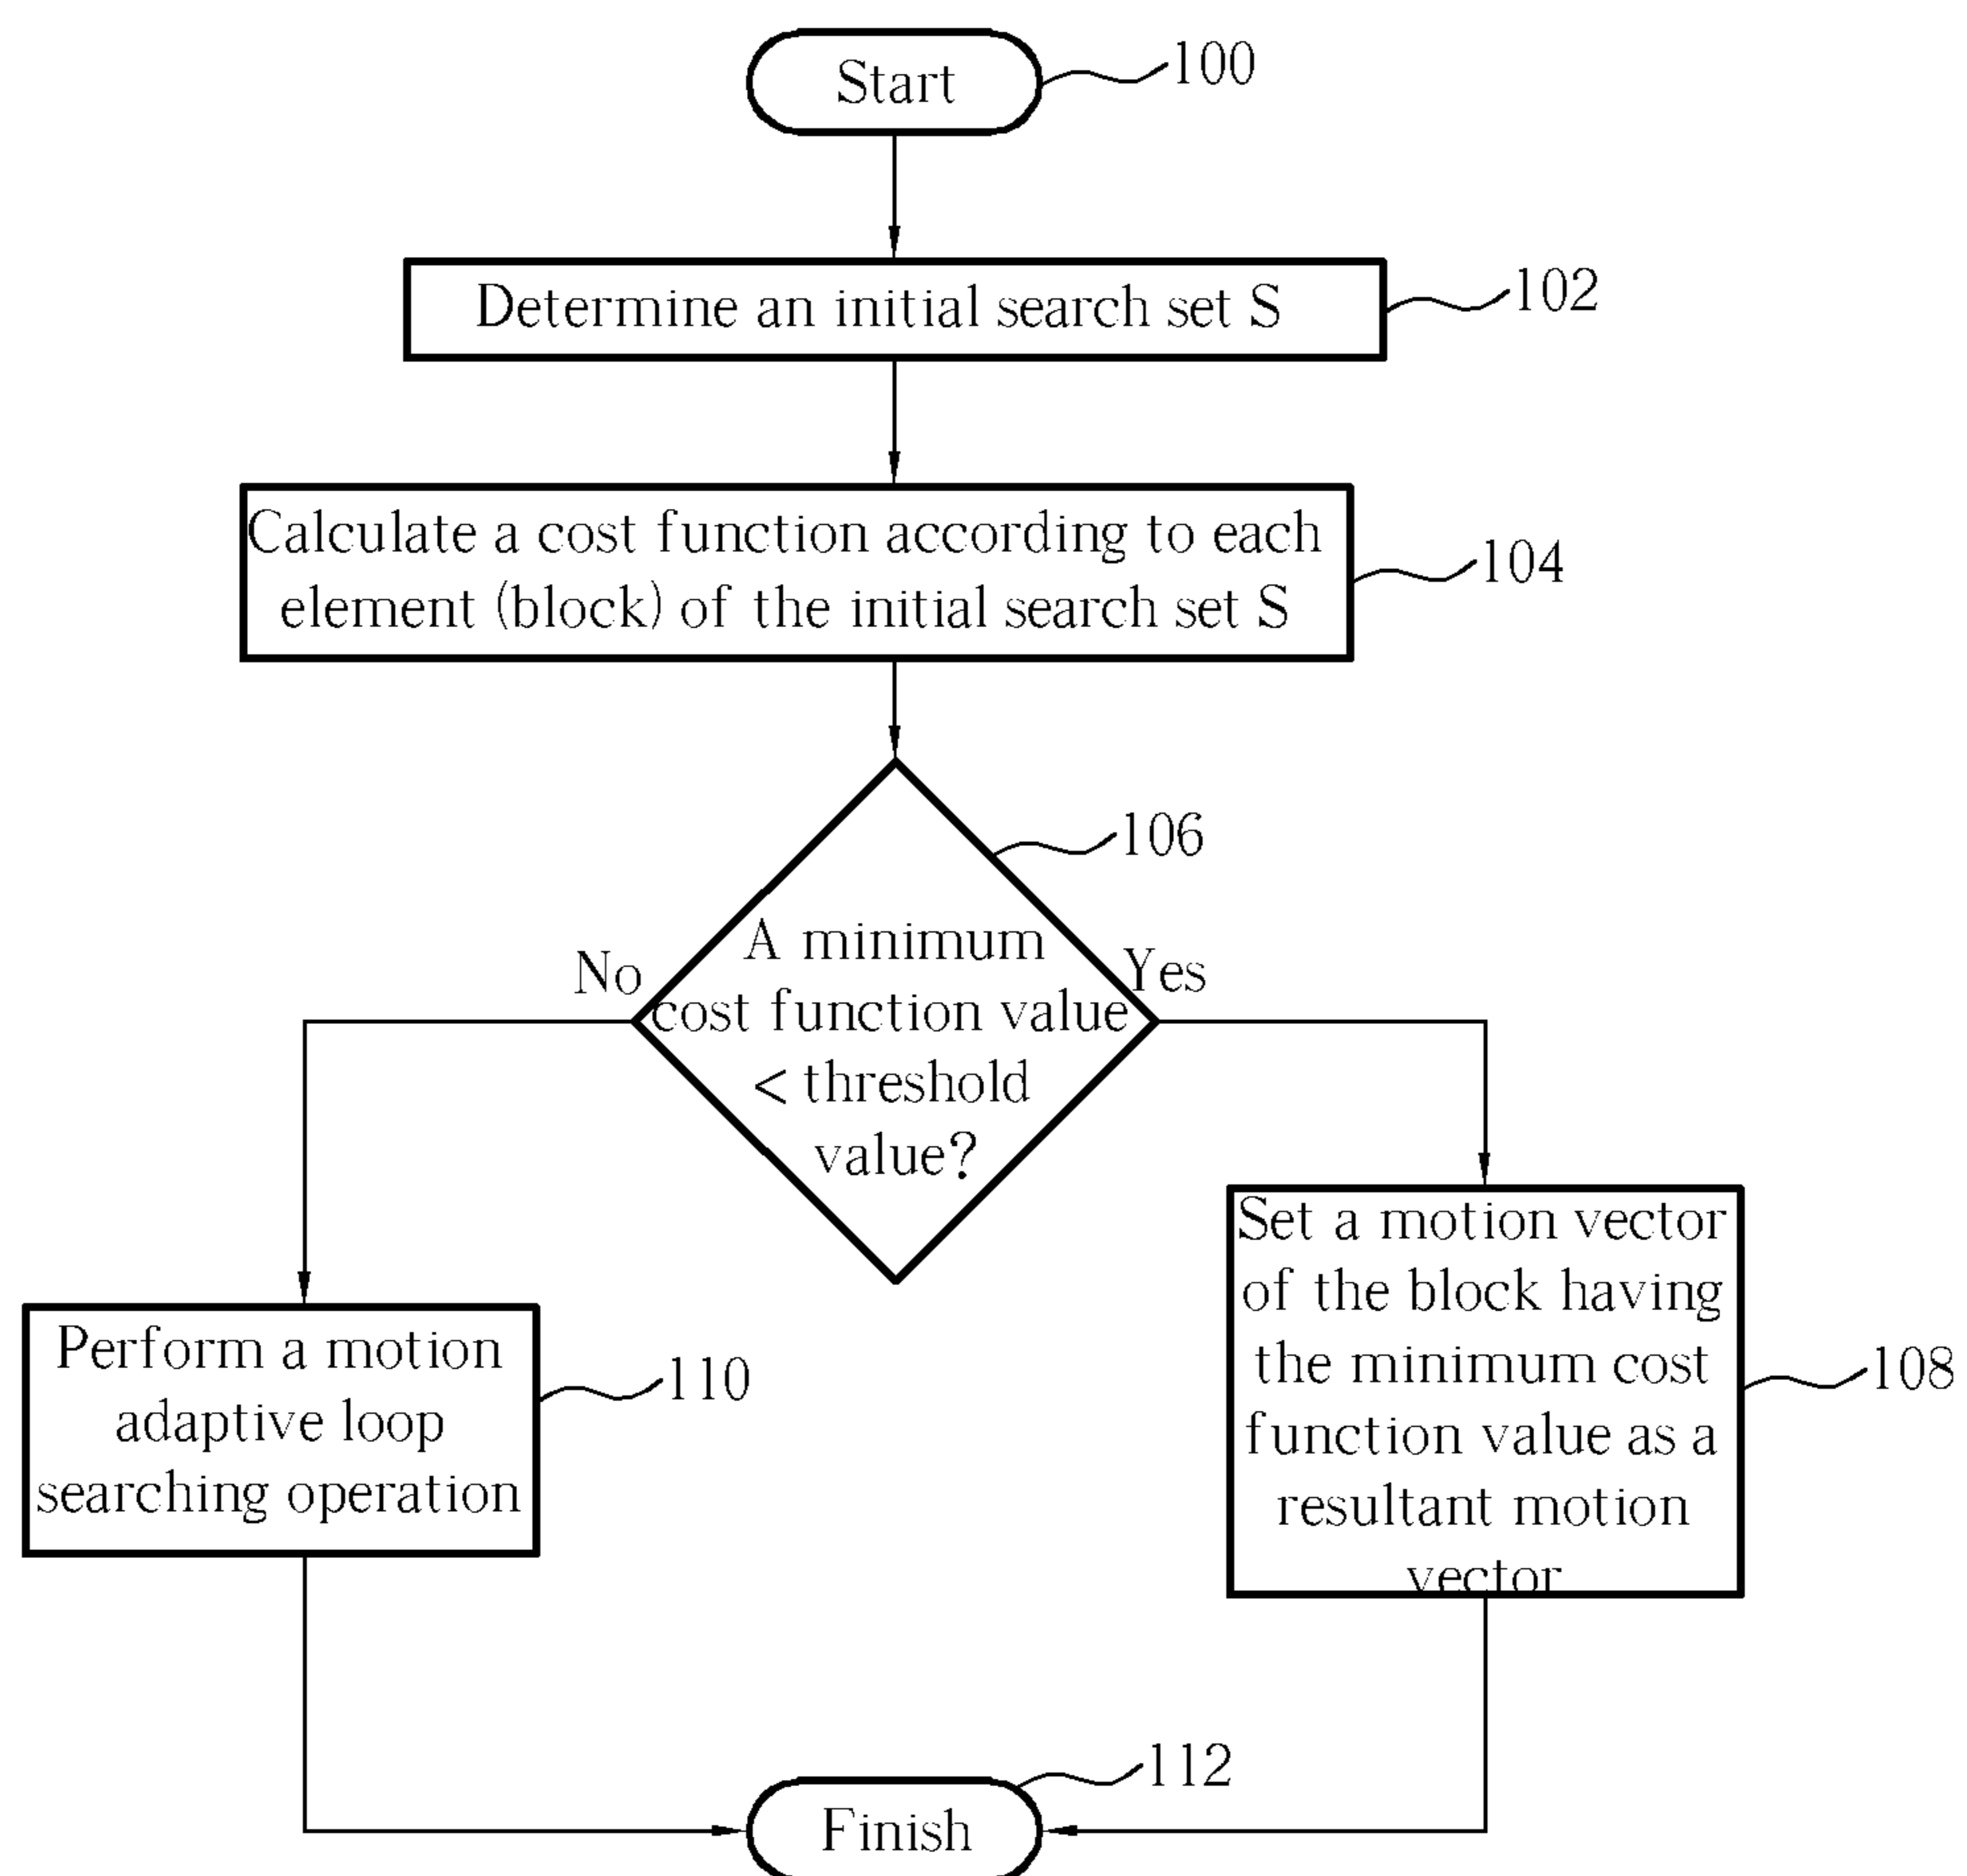 Start
100
Determine an initial search set S
102
Calculate a cost function according to each
element (block) of the initial search set S
104
106
A minimum
cost function value
< threshold
value?
No
Yes
Set a motion vector
of the block having
the minimum cost
function value as a
resultant motion
vector
108
Perform a motion
adaptive loop
searching operation
110
112
Finish